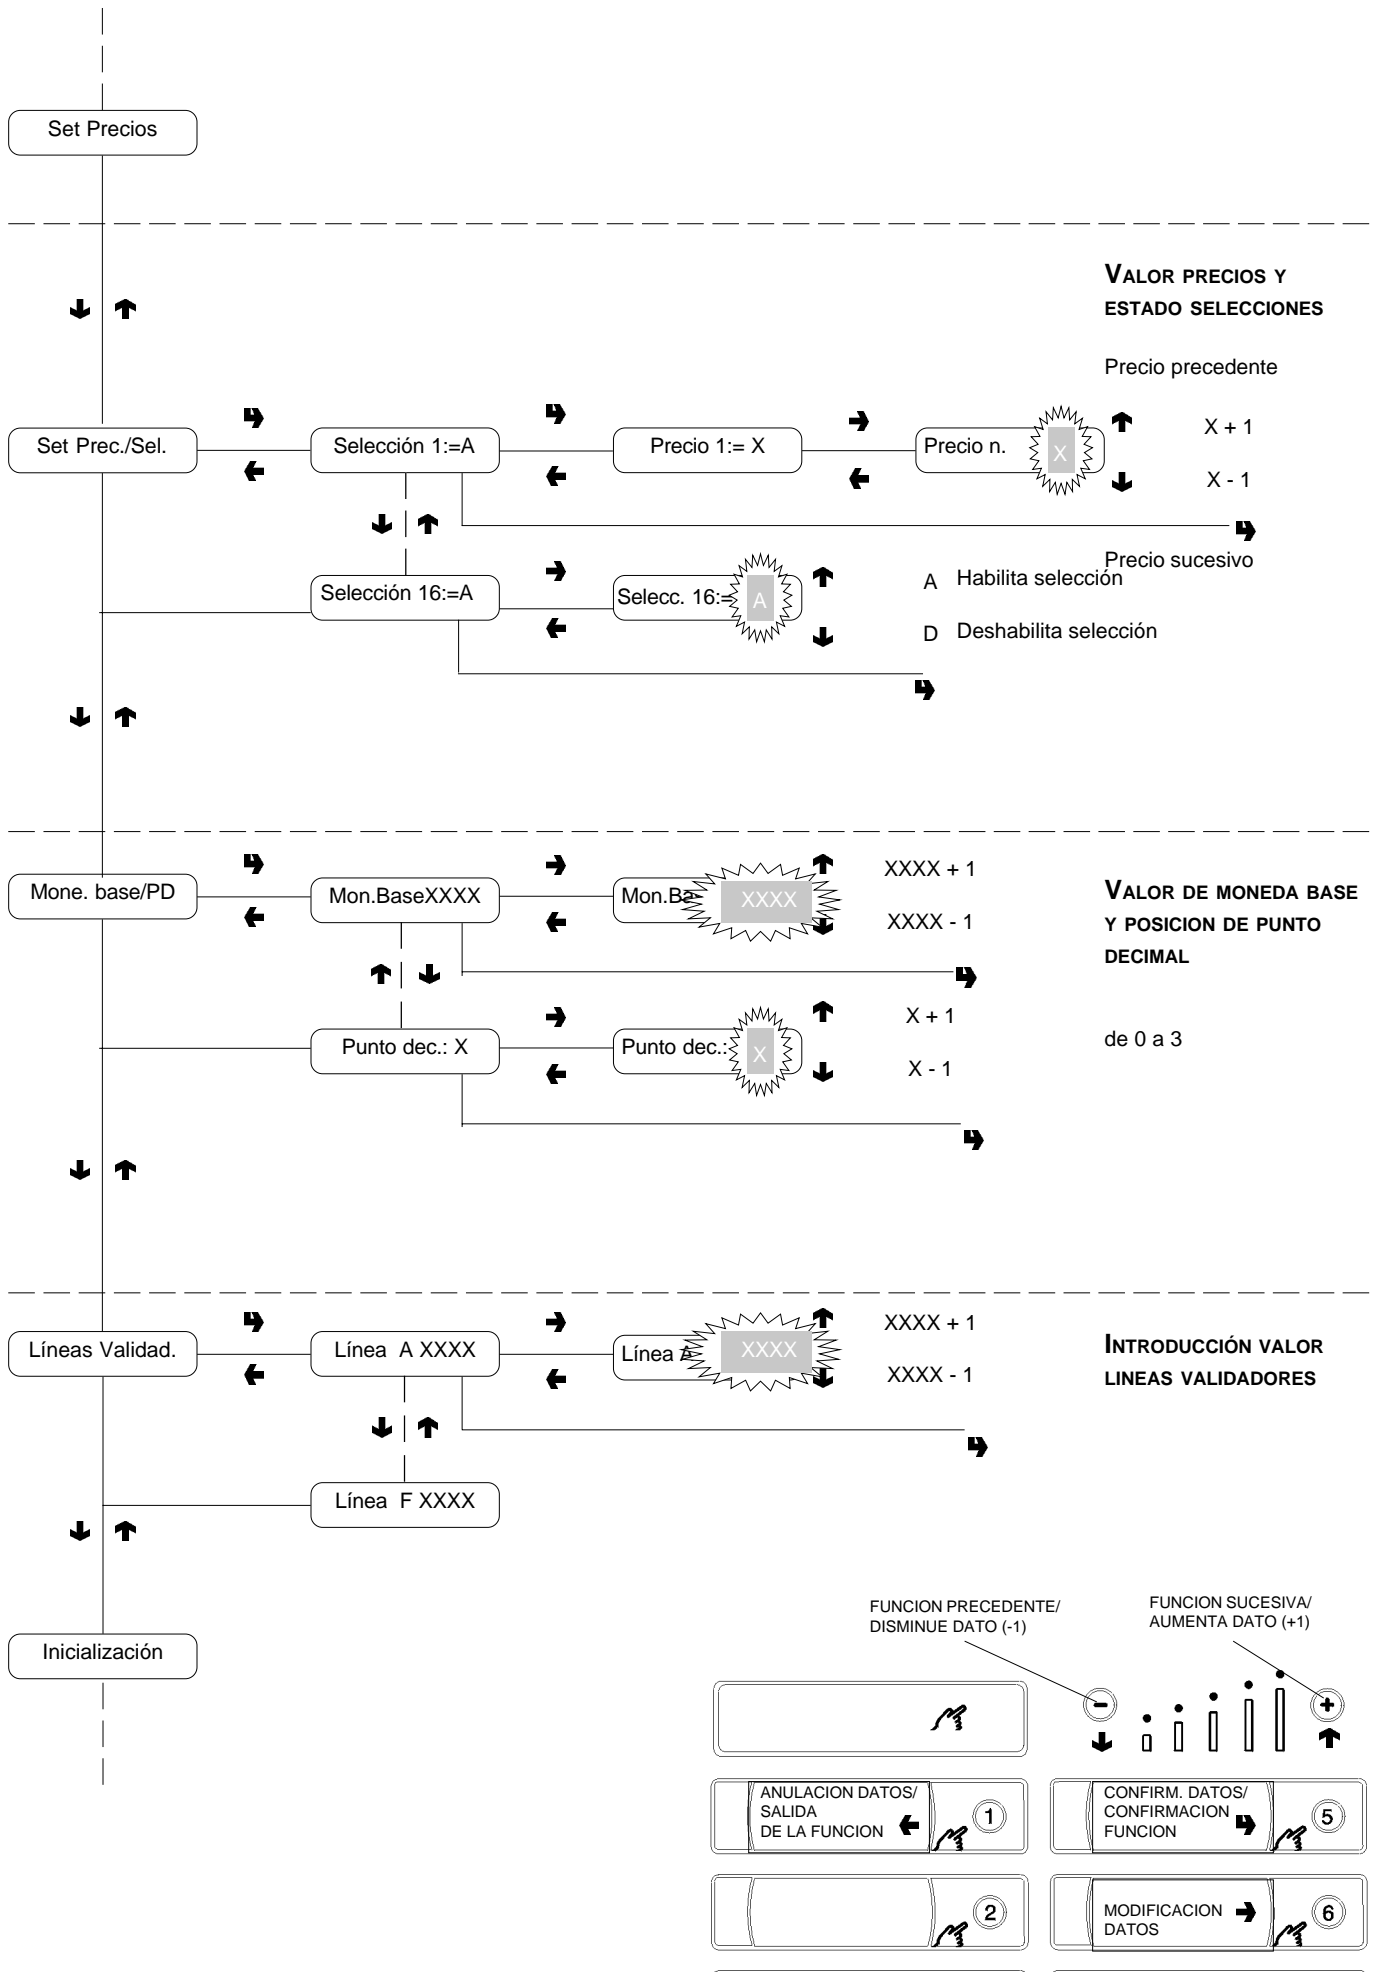 Set Precios
VALOR PRECIOS Y
ESTADO SELECCIONES
Precio precedente
Set Prec./Sel.
Selección 1:=A
Precio 1:= X
Precio n.
X
X + 1
X - 1
Precio sucesivo
Selección 16:=A
Selecc. 16:=
A
A Habilita selección
D Deshabilita selección
Mone. base/PD
Mon.BaseXXXX
Mon.Ba
XXXX
XXXX + 1
XXXX - 1
VALOR DE MONEDA BASE
Y POSICION DE PUNTO
DECIMAL
Punto dec.: X
Punto dec.:
X
X + 1
X - 1
de 0 a 3
Líneas Validad.
Línea A XXXX
Línea A
XXXX
XXXX + 1
XXXX - 1
INTRODUCCIÓN VALOR
LINEAS VALIDADORES
Línea F XXXX
Inicialización
FUNCION PRECEDENTE/
DISMINUE DATO (-1)
FUNCION SUCESIVA/
AUMENTA DATO (+1)
ANULACION DATOS/
SALIDA
DE LA FUNCION
1
CONFIRM. DATOS/
CONFIRMACION
FUNCION
5
2
MODIFICACION
DATOS
6